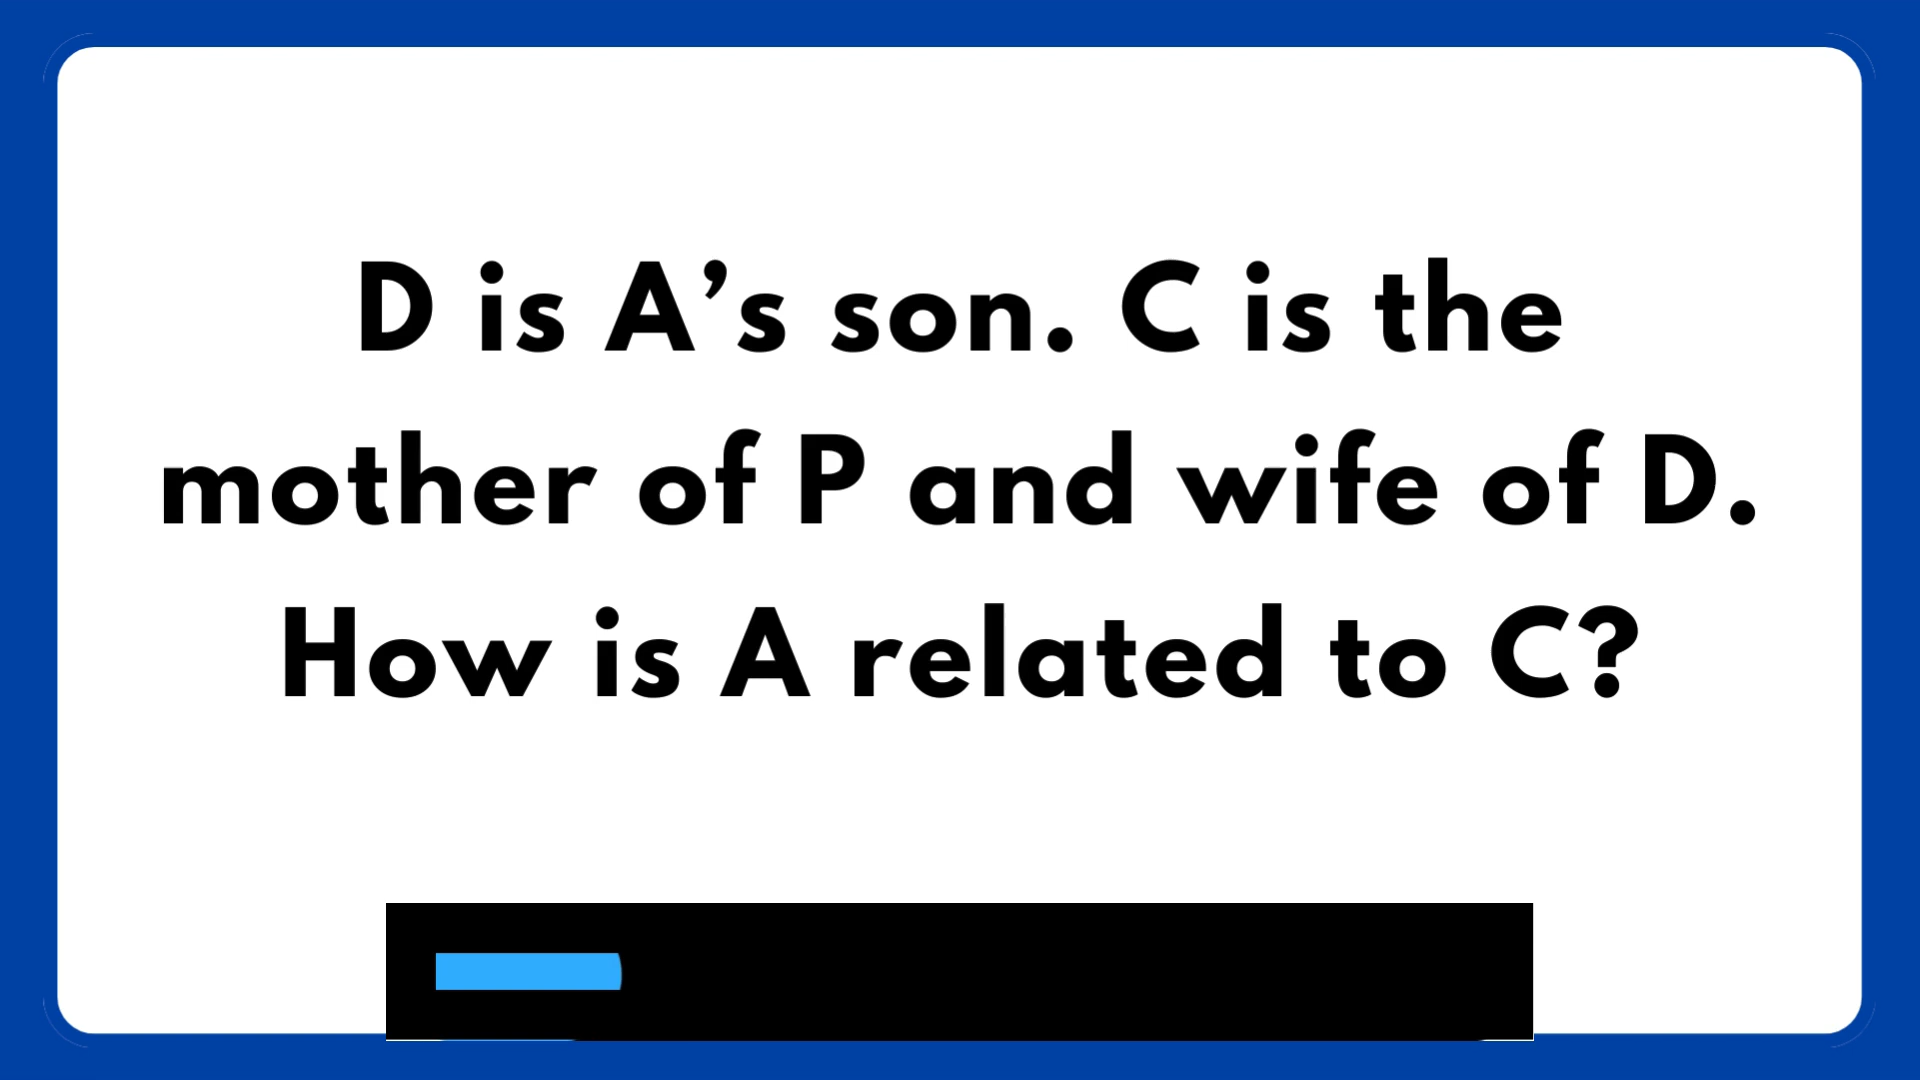 D is A’s son. C is the
mother of P and wife of D.
How is A related to C?